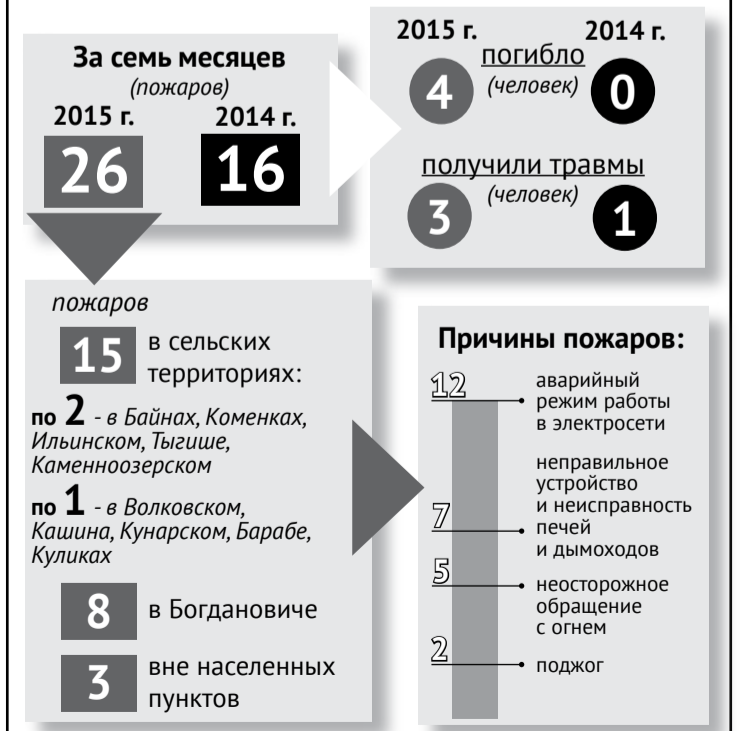 За семь месяцев
(пожаров)
2015 г. 2014 г.
26 16
2015 г. 2014 г.
погибло
4 (человек) 0
получили травмы
3 (человек) 1
пожаров
15 в сельских
территориях:
по 2 - в Байнах, Коменках,
Ильинском, Тыгише,
Каменноозерском
по 1 - в Волковском,
Кашина, Кунарском, Барабе,
Куликах
8 в Богдановиче
3 вне населенных
пунктов
Причины пожаров:
12 аварийный
режим работы
в электросети
неправильное
устройство
и неисправность
7 печей
и дымоходов
5 неосторожное
обращение
с огнем
2 поджог